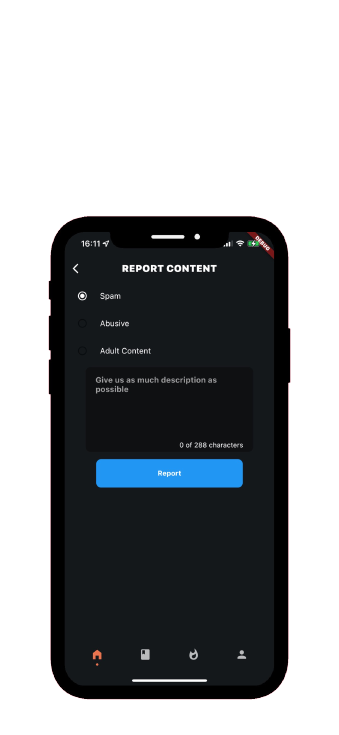 16:11
DEBUG
REPORT CONTENT
Spam
Abusive
Adult Content
Give us as much description as
possible
0 of 288 characters
Report